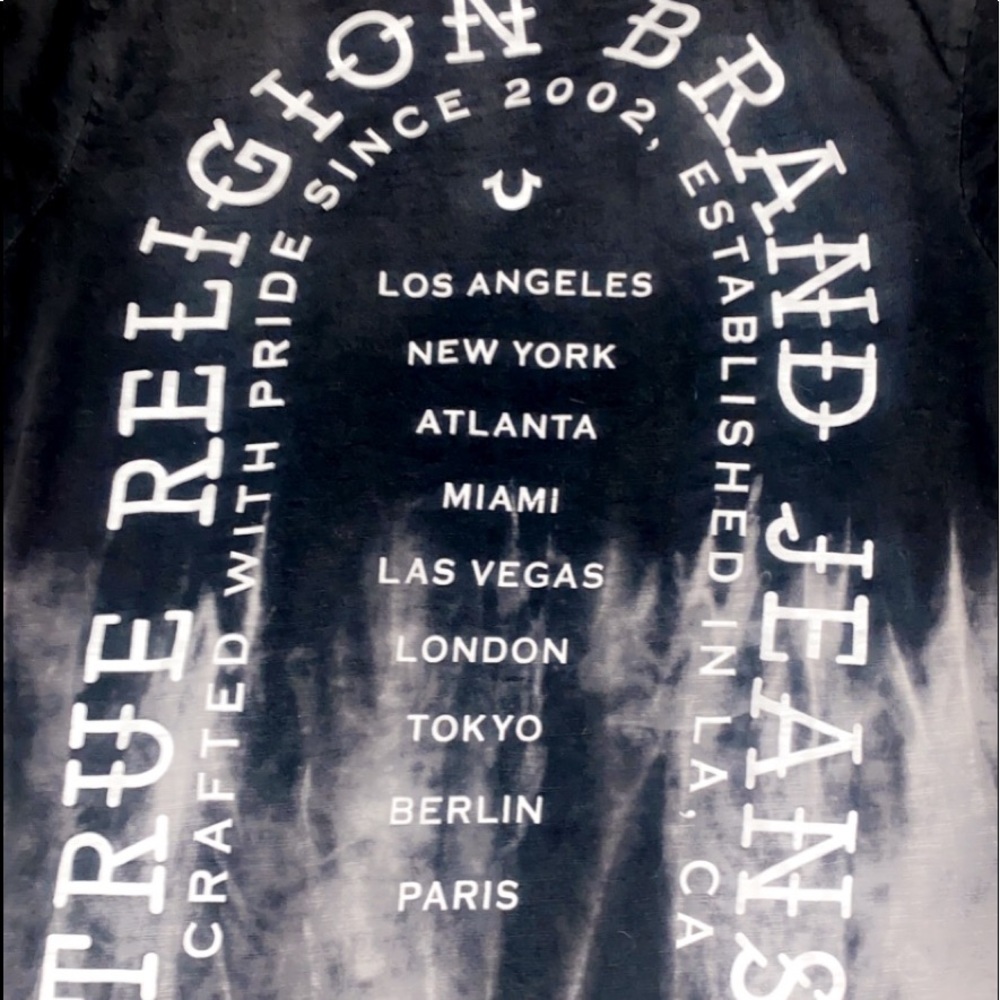 TRUE RELIGION BRAND JEANS
CRAFTED WITH PRIDE SINCE 2002, ESTABLISHED IN LA, CA
LOS ANGELES
NEW YORK
ATLANTA
MIAMI
LAS VEGAS
LONDON
TOKYO
BERLIN
PARIS